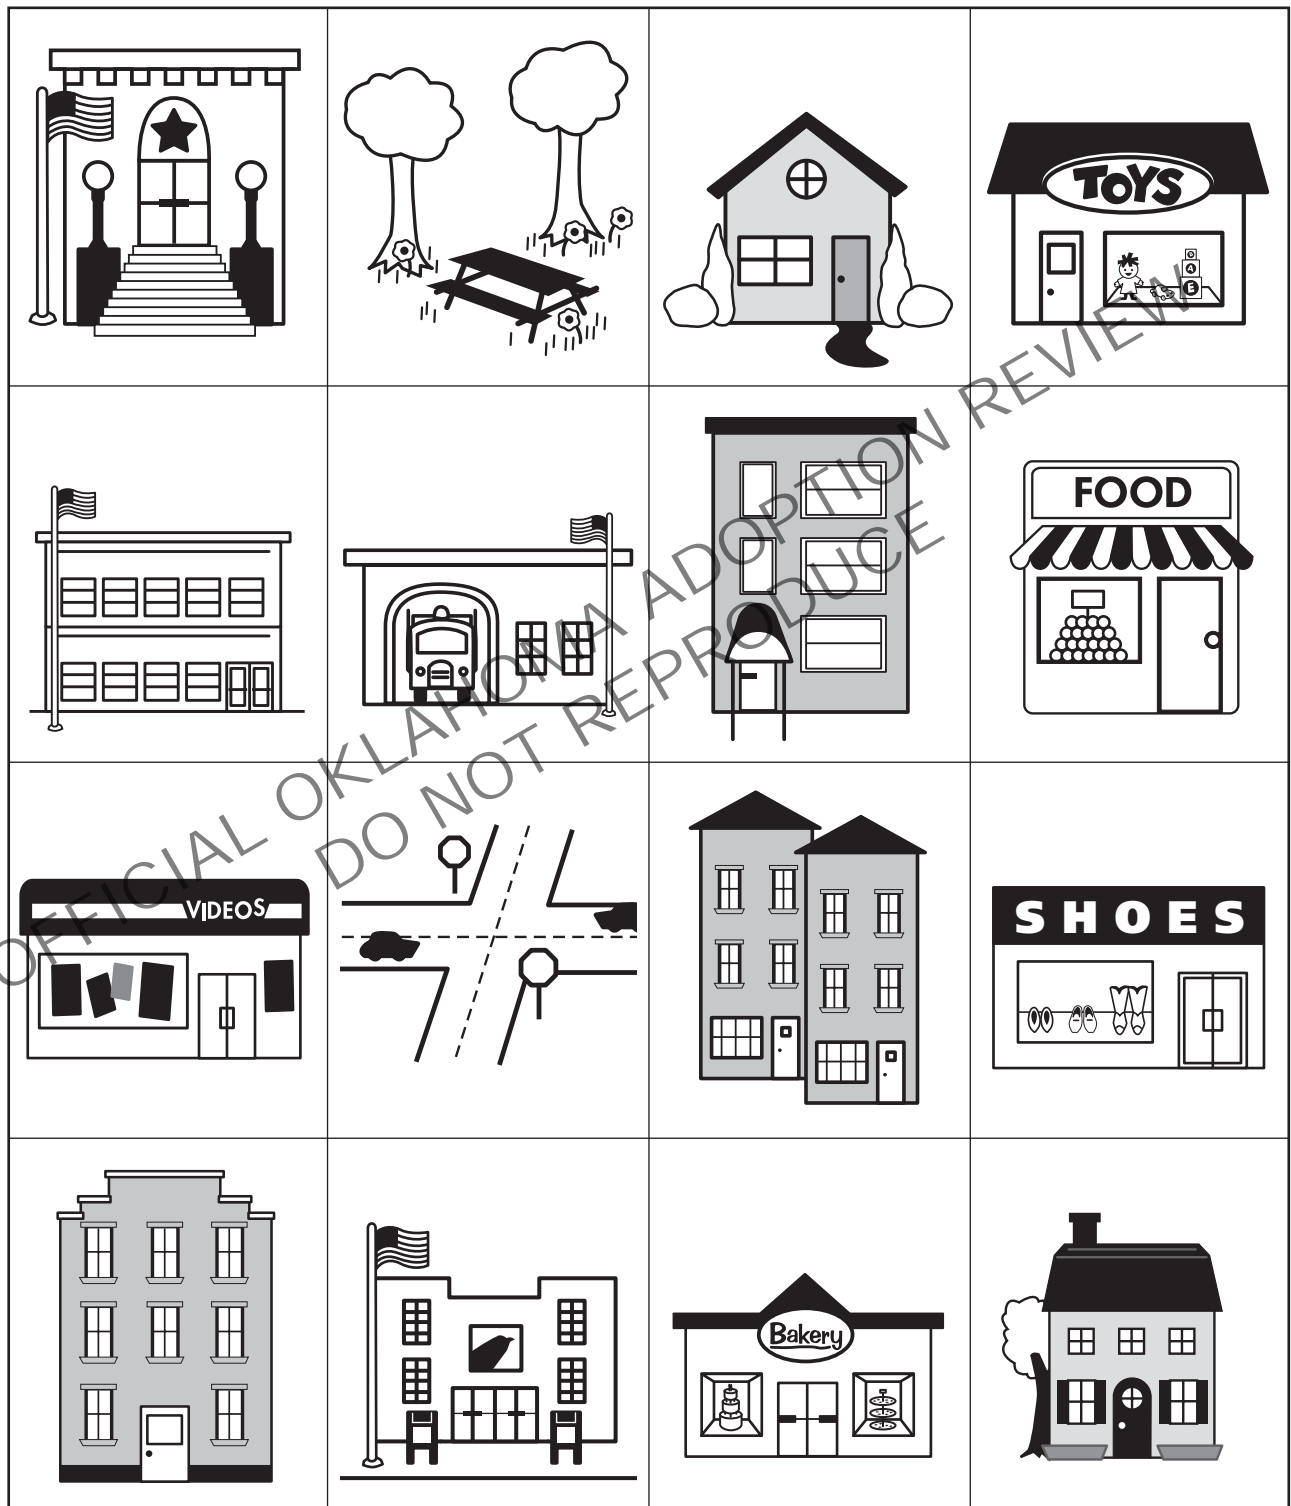 TOYS
A
E
FOOD
OFFICIAL OKLAHOMA ADOPTION REVIEW
DO NOT REPRODUCE
VIDEOS
SHOES
Bakery